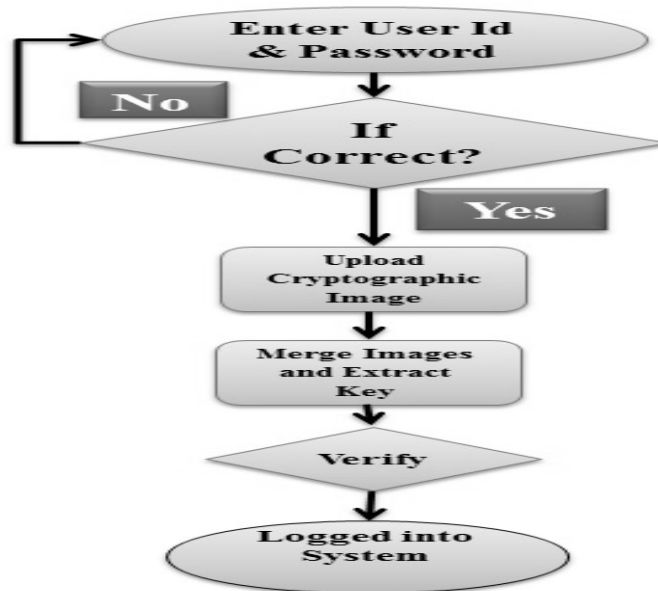 Enter User Id
& Password
No
If
Correct?
Yes
Upload
Cryptographic
Image
Merge Images
and Extract
Key
Verify
Logged into
System